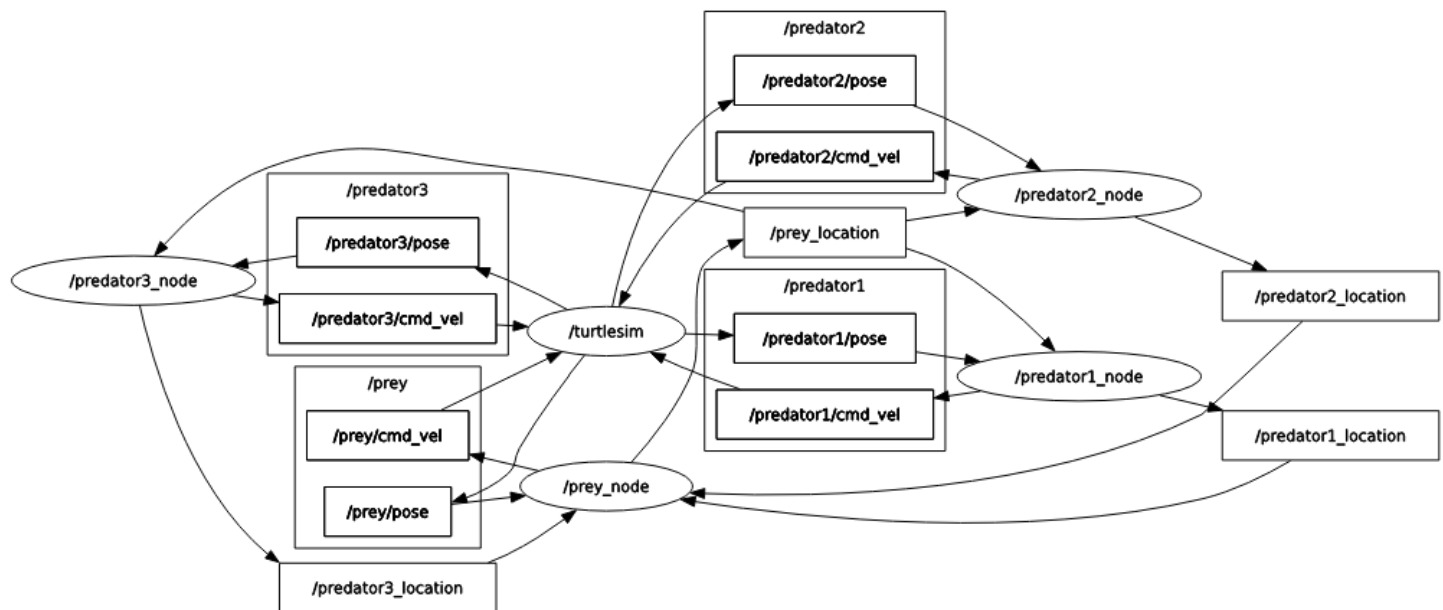 /predator2
/predator2/pose
/predator2/cmd_vel
/predator2_node
/predator3
/predator3/pose
/prey_location
/predator3_node
/predator3/cmd_vel
/turtlesim
/predator1
/predator2_location
/predator1/pose
/predator1_node
/prey
/prey/cmd_vel
/predator1/cmd_vel
/predator1_location
/prey_node
/prey/pose
/predator3_location